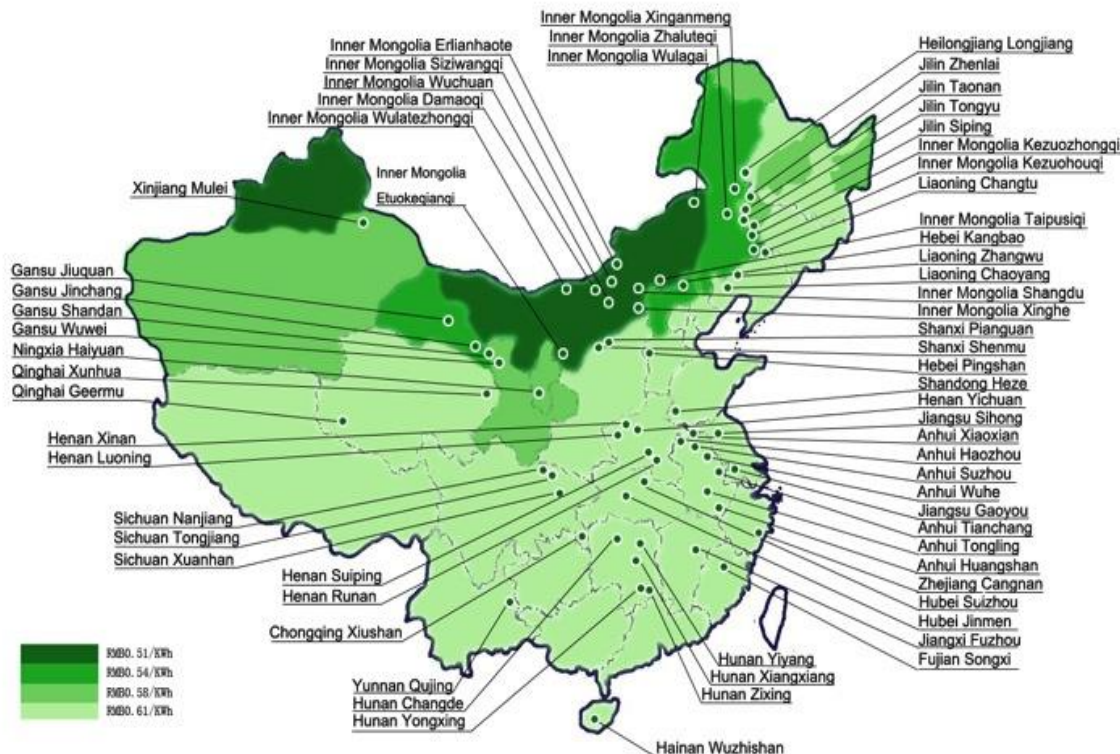 Inner Mongolia Xinganmeng
Inner Mongolia Zhaluteqi
Inner Mongolia Wulagai
Inner Mongolia Erlianhaote
Inner Mongolia Siziwangqi
Inner Mongolia Wuchuan
Inner Mongolia Damaoqi
Inner Mongolia Wulatezhongqi
Heilongjiang Longjiang
Jilin Zhenlai
Jilin Taonan
Jilin Tongyu
Jilin Siping
Inner Mongolia Kezuozhongqi
Inner Mongolia Kezuohouqi
Liaoning Changtu
Inner Mongolia Taipusiqi
Hebei Kangbao
Liaoning Zhangwu
Liaoning Chaoyang
Inner Mongolia Shangdu
Inner Mongolia Xinghe
Shanxi Pianguan
Shanxi Shenmu
Hebei Pingshan
Shandong Heze
Henan Yichuan
Jiangsu Sihong
Anhui Xiaoxian
Anhui Haozhou
Anhui Suzhou
Anhui Wuhe
Jiangsu Gaoyou
Anhui Tianchang
Anhui Tongling
Anhui Huangshan
Zhejiang Cangnan
Hubei Suizhou
Hubei Jinmen
Jiangxi Fuzhou
Fujian Songxi
Xinjiang Mulei
Inner Mongolia
Etuokeqianqi
Gansu Jiuquan
Gansu Jinchang
Gansu Shandan
Gansu Wuwei
Ningxia Haiyuan
Qinghai Xunhua
Qinghai Geermu
Henan Xinan
Henan Luoning
Sichuan Nanjiang
Sichuan Tongjiang
Sichuan Xuanhan
Henan Suiping
Henan Runan
Chongqing Xiushan
Yunnan Qujing
Hunan Changde
Hunan Yongxing
Hunan Yiyang
Hunan Xiangxiang
Hunan Zixing
Hainan Wuzhishan
RMB0.51/KWh
RMB0.54/KWh
RMB0.58/KWh
RMB0.61/KWh